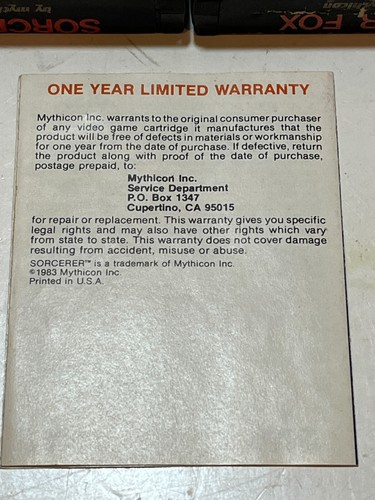 SORCE
by mythi
R FOX
ONE YEAR LIMITED WARRANTY
Mythicon Inc. warrants to the original consumer purchaser
of any video game cartridge it manufactures that the
product will be free of defects in materials or workmanship
for one year from the date of purchase. If defective, return
the product along with proof of the date of purchase,
postage prepaid, to:
Mythicon Inc.
Service Department
P.O. Box 1347
Cupertino, CA 95015
for repair or replacement. This warranty gives you specific
legal rights and may also have other rights which vary
from state to state. This warranty does not cover damage
resulting from accident, misuse or abuse.
SORCERER™ is a trademark of Mythicon Inc.
©1983 Mythicon Inc.
Printed in U.S.A.